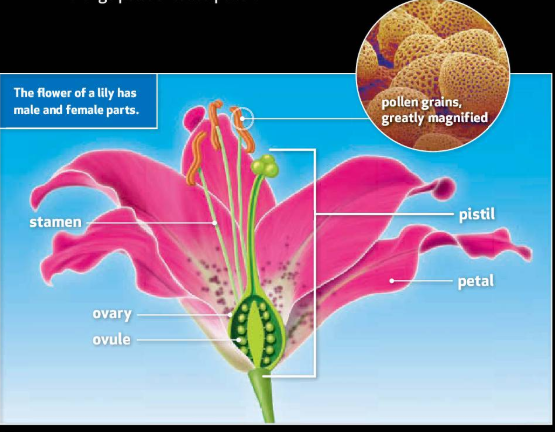 The flower of a lily has
male and female parts.
pollen grains,
greatly magnified
stamen
pistil
petal
ovary
ovule